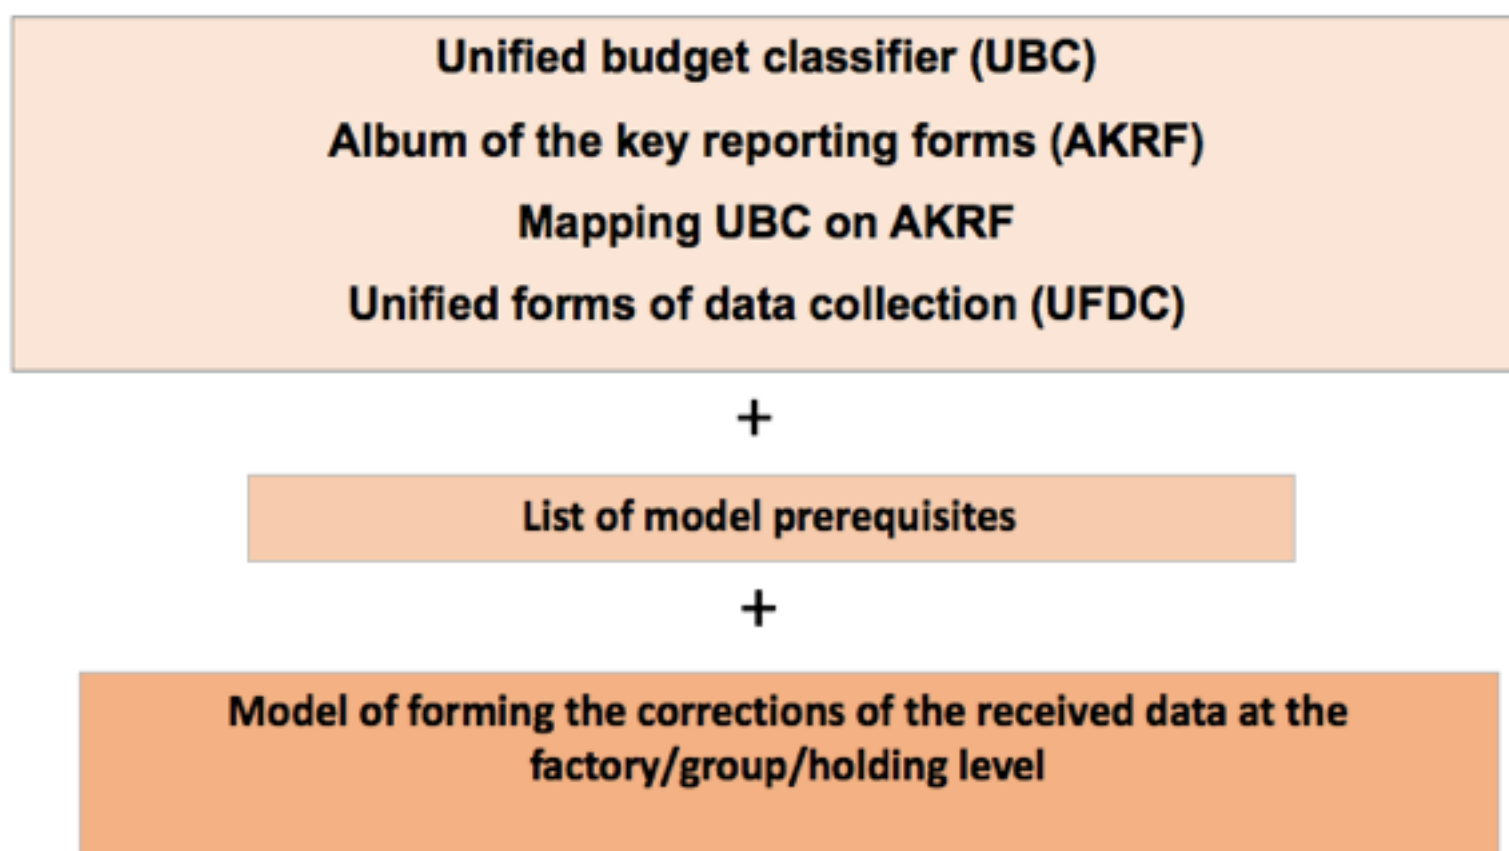 Unified budget classifier (UBC)
Album of the key reporting forms (AKRF)
Mapping UBC on AKRF
Unified forms of data collection (UFDC)
+
List of model prerequisites
+
Model of forming the corrections of the received data at the
factory/group/holding level